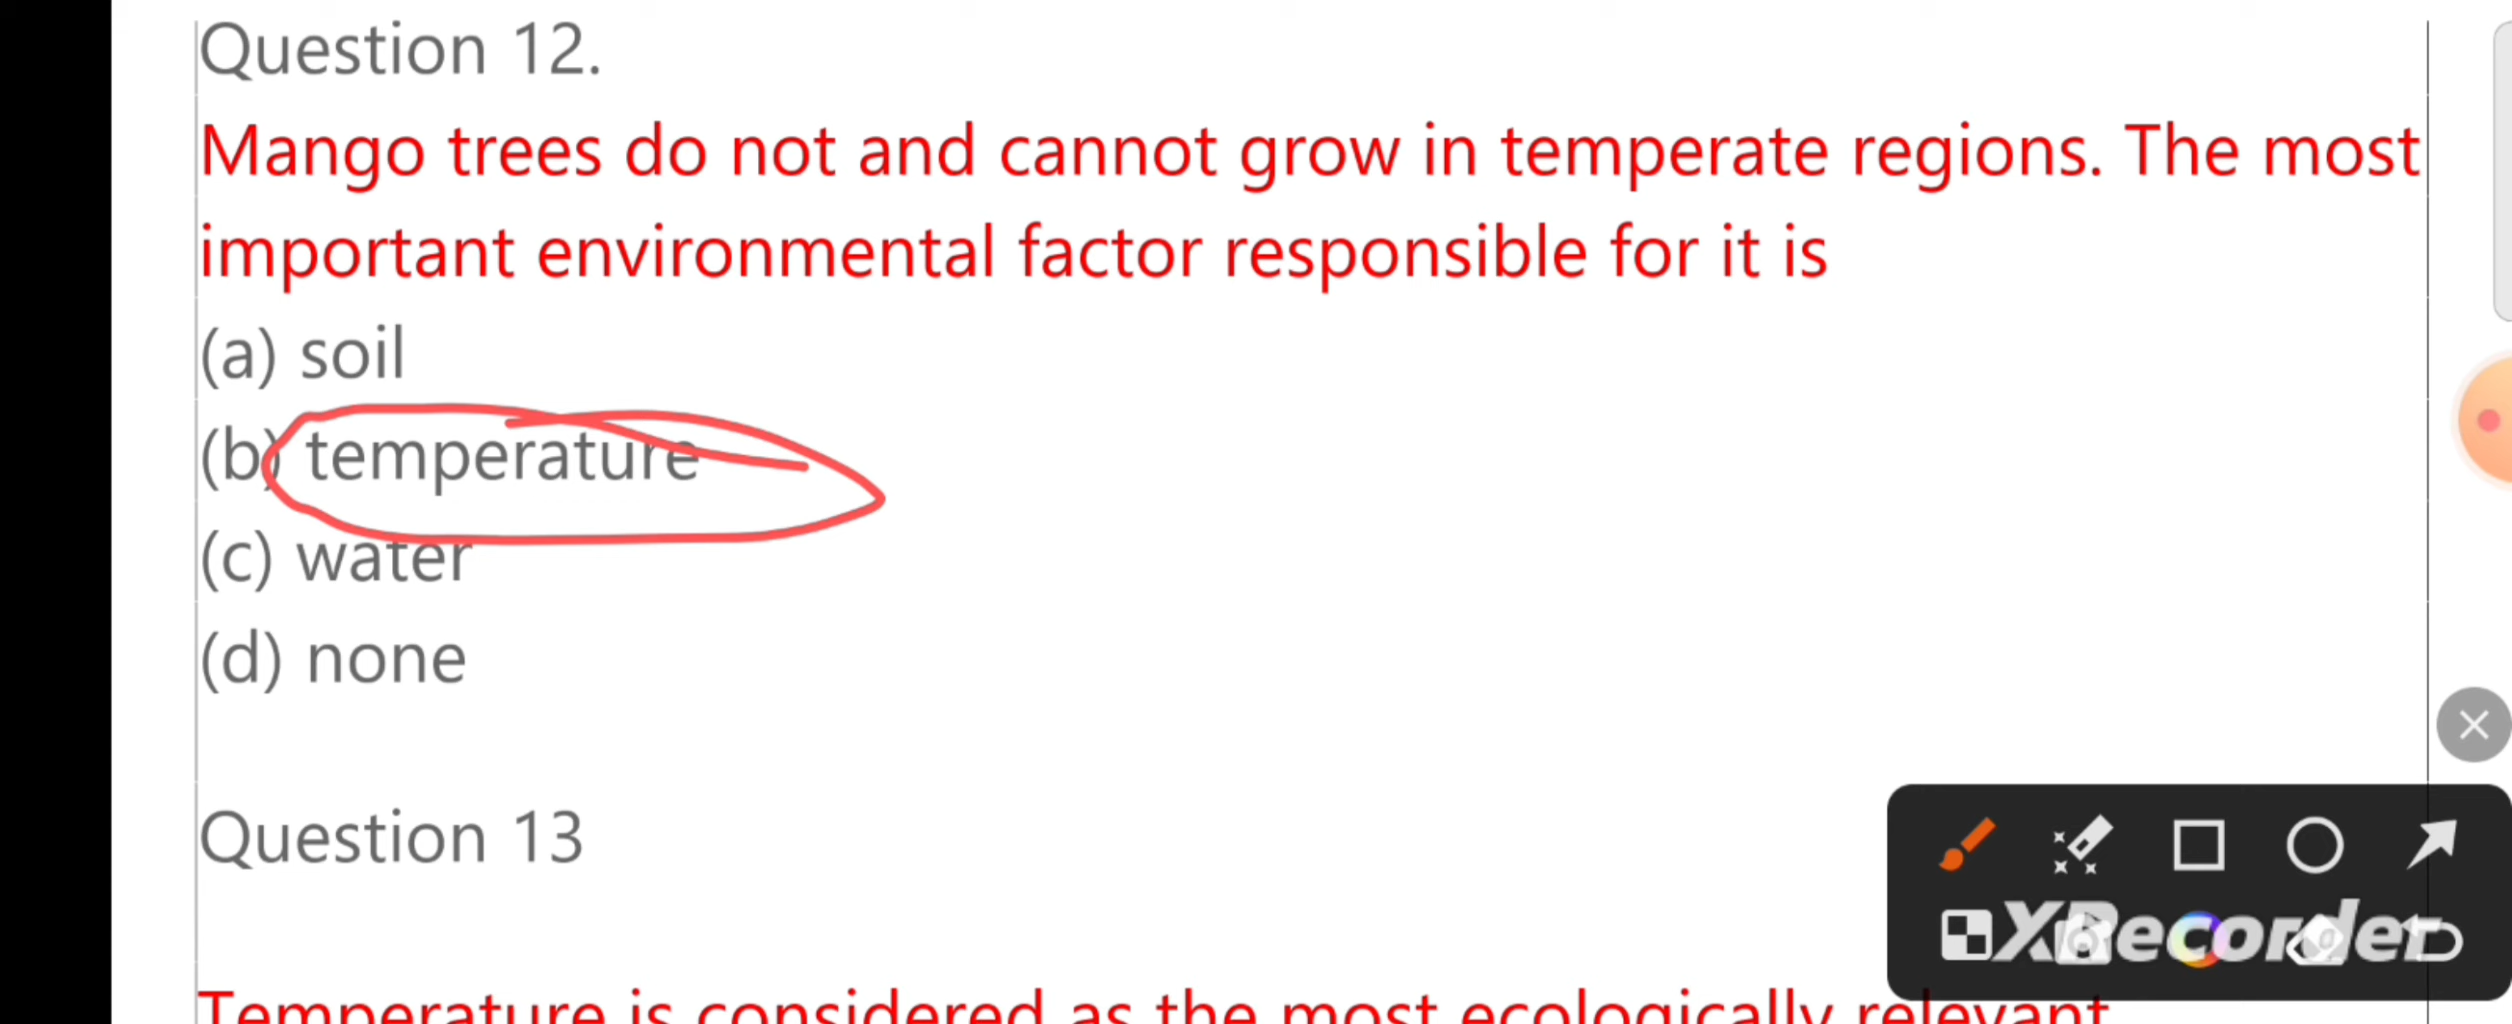 Question 12.
Mango trees do not and cannot grow in temperate regions. The most
important environmental factor responsible for it is
(a) soil
(b) temperature
(c) water
(d) none
Question 13
XRecorder
Temperature is considered as the most ecologically relevant